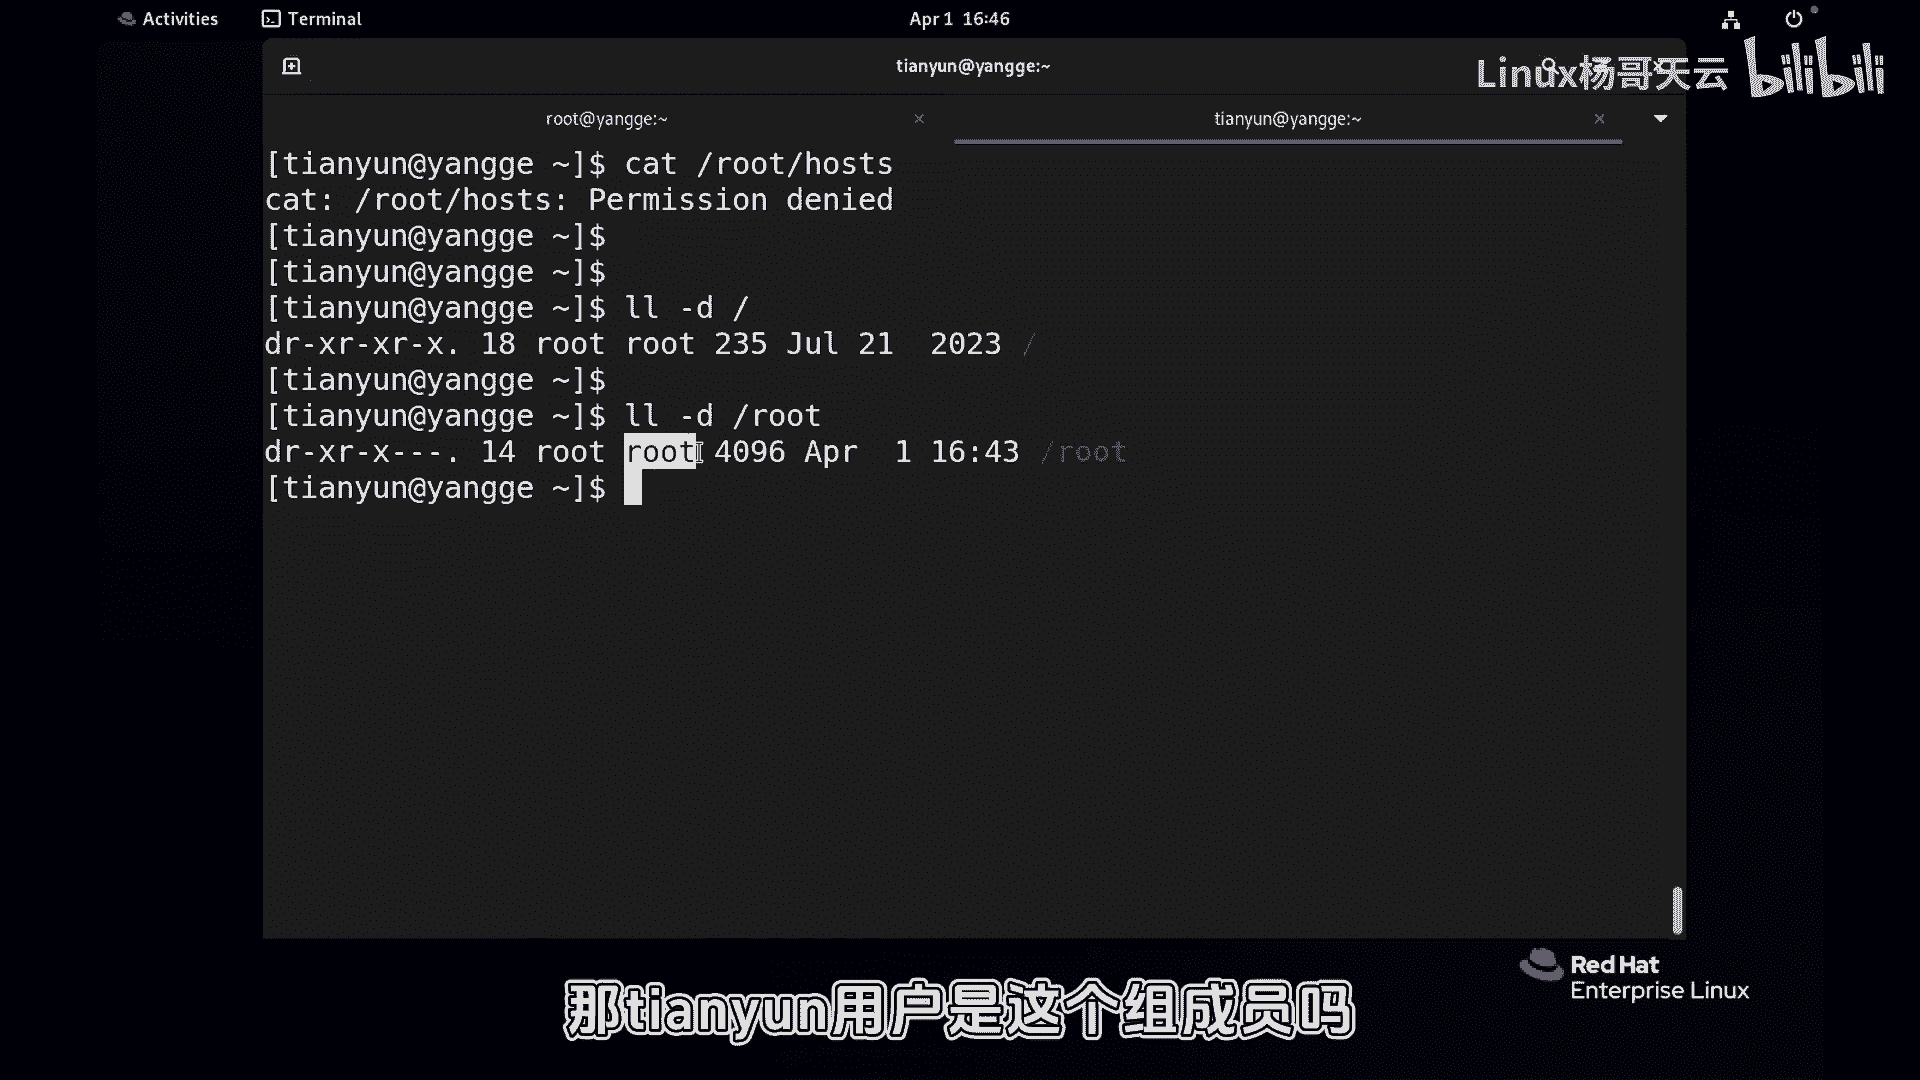 Activities
Terminal
Apr 1 16:46
tianyun@yangge:~
Linux杨哥天云 bilibili
root@yangge:~
tianyun@yangge:~
[tianyun@yangge ~]$ cat /root/hosts
cat: /root/hosts: Permission denied
[tianyun@yangge ~]$
[tianyun@yangge ~]$
[tianyun@yangge ~]$ ll -d /
dr-xr-xr-x. 18 root root 235 Jul 21  2023 /
[tianyun@yangge ~]$
[tianyun@yangge ~]$ ll -d /root
dr-xr-x---. 14 root root 4096 Apr  1 16:43 /root
[tianyun@yangge ~]$
Red Hat
Enterprise Linux
那tianyun用户是这个组成员吗